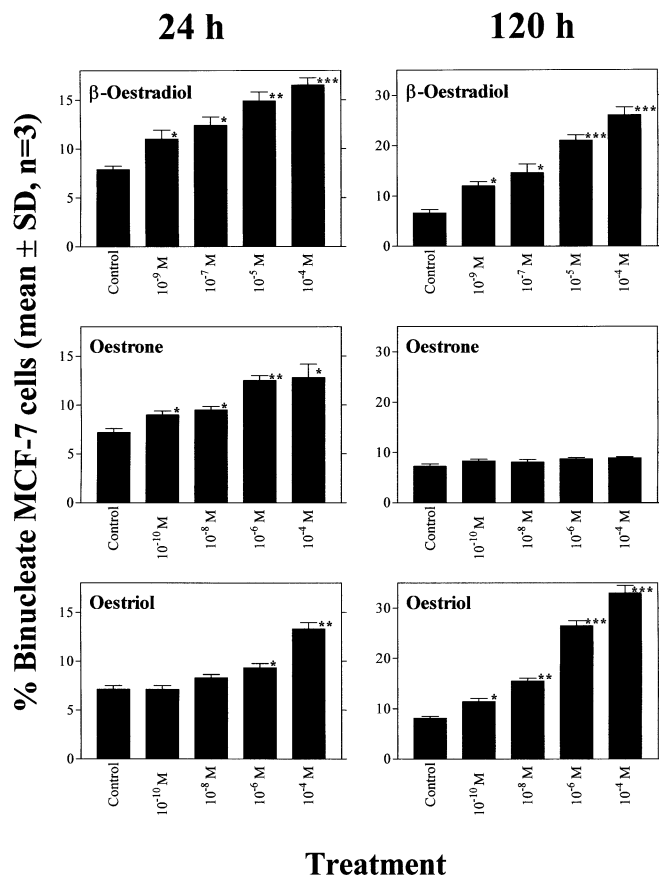 24 h
120 h
% Binucleate MCF-7 cells (mean ± SD, n=3)
β-Oestradiol
15
10
5
0
*
*
**
***
Control
10⁻⁹ M
10⁻⁷ M
10⁻⁵ M
10⁻⁴ M
β-Oestradiol
30
20
10
0
*
*
***
***
Control
10⁻⁹ M
10⁻⁷ M
10⁻⁵ M
10⁻⁴ M
Oestrone
15
10
5
0
*
*
**
*
Control
10⁻¹⁰ M
10⁻⁸ M
10⁻⁶ M
10⁻⁴ M
Oestrone
30
20
10
0
Control
10⁻¹⁰ M
10⁻⁸ M
10⁻⁶ M
10⁻⁴ M
Oestriol
15
10
5
0
*
**
Control
10⁻¹⁰ M
10⁻⁸ M
10⁻⁶ M
10⁻⁴ M
Oestriol
30
20
10
0
*
**
***
***
Control
10⁻¹⁰ M
10⁻⁸ M
10⁻⁶ M
10⁻⁴ M
Treatment